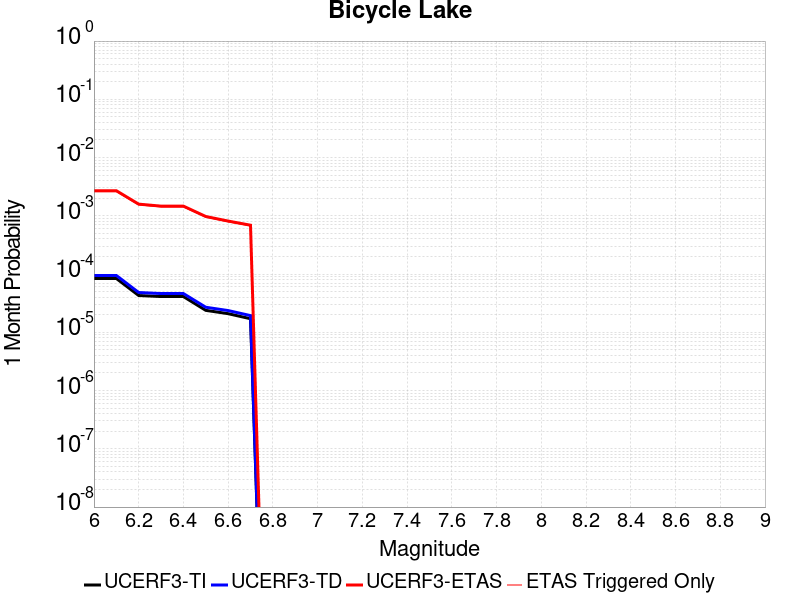 Bicycle Lake
10^0
10^-1
10^-2
10^-3
10^-4
10^-5
10^-6
10^-7
10^-8
1 Month Probability
6 6.2 6.4 6.6 6.8 7 7.2 7.4 7.6 7.8 8 8.2 8.4 8.6 8.8 9
Magnitude
UCERF3-TI UCERF3-TD UCERF3-ETAS ETAS Triggered Only